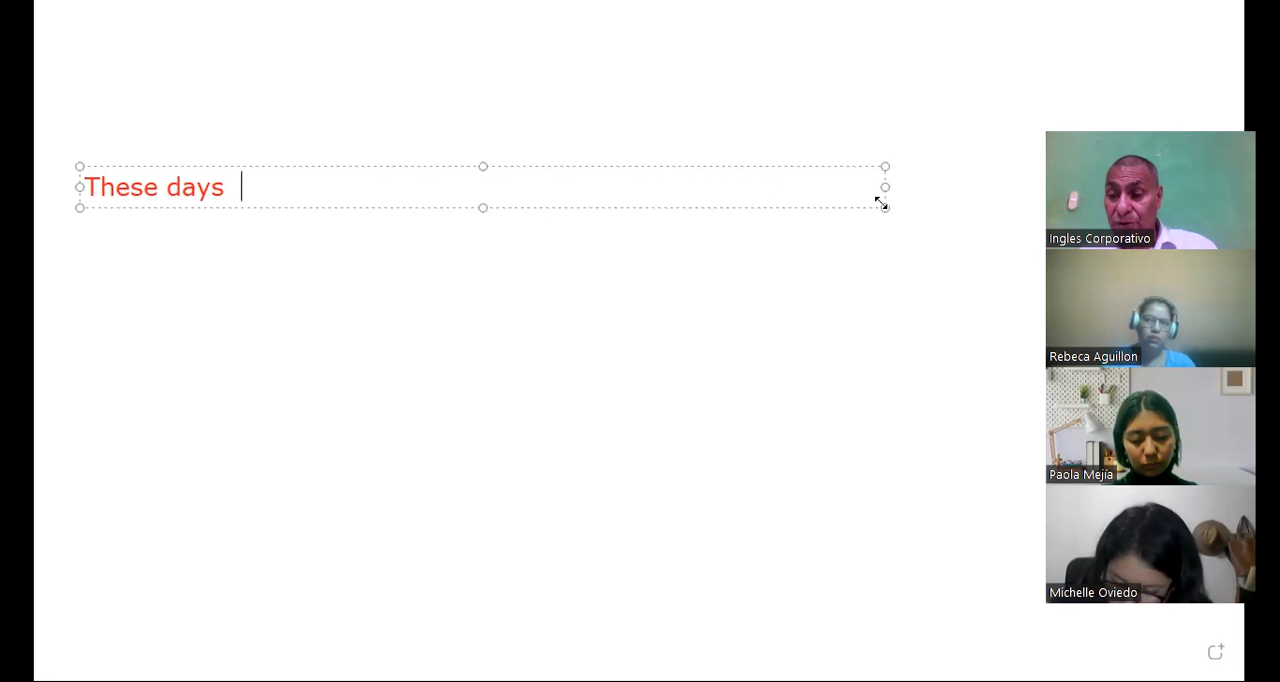 These days
Ingles Corporativo
Rebeca Aguillon
Paola Mejia
Michelle Oviedo